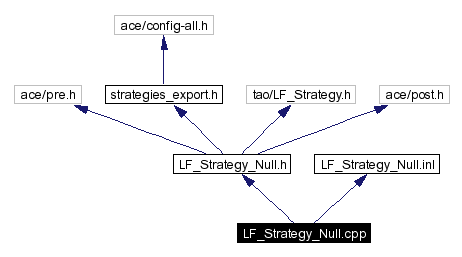 ace/config-all.h
ace/pre.h
strategies_export.h
tao/LF_Strategy.h
ace/post.h
LF_Strategy_Null.h
LF_Strategy_Null.inl
LF_Strategy_Null.cpp